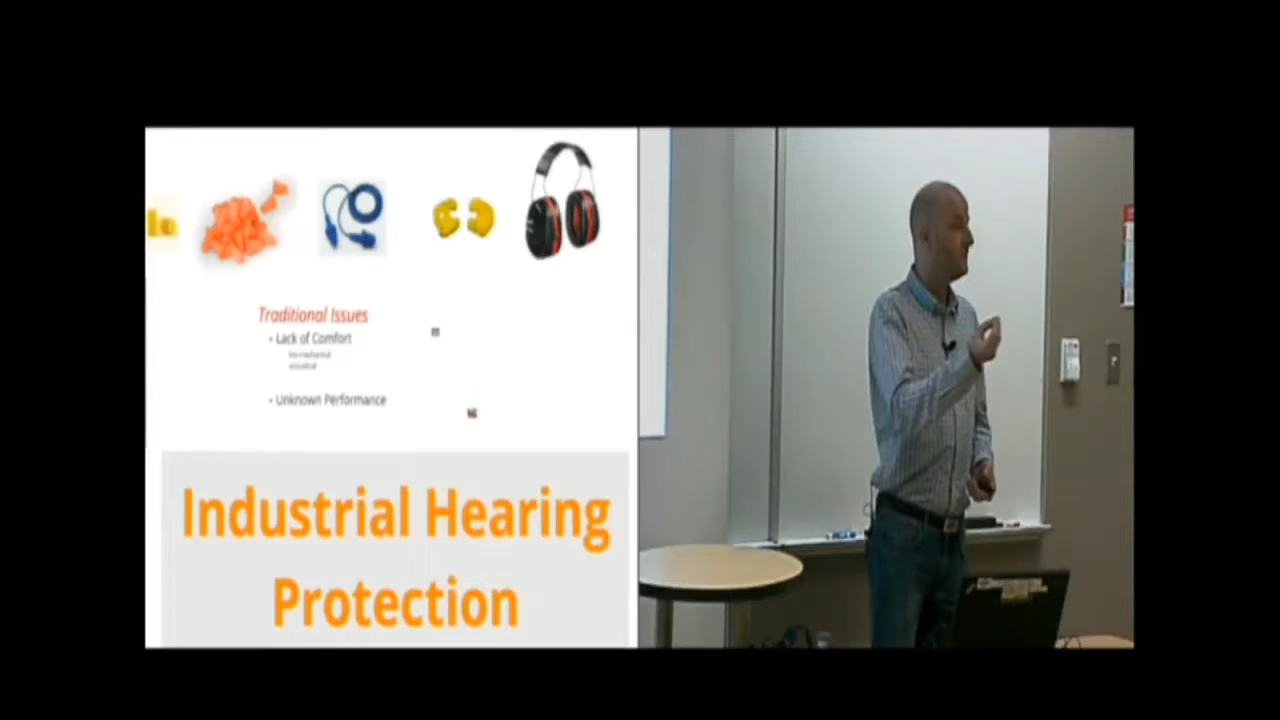 Traditional Issues
• Lack of Comfort
• Unknown Performance
Industrial Hearing
Protection